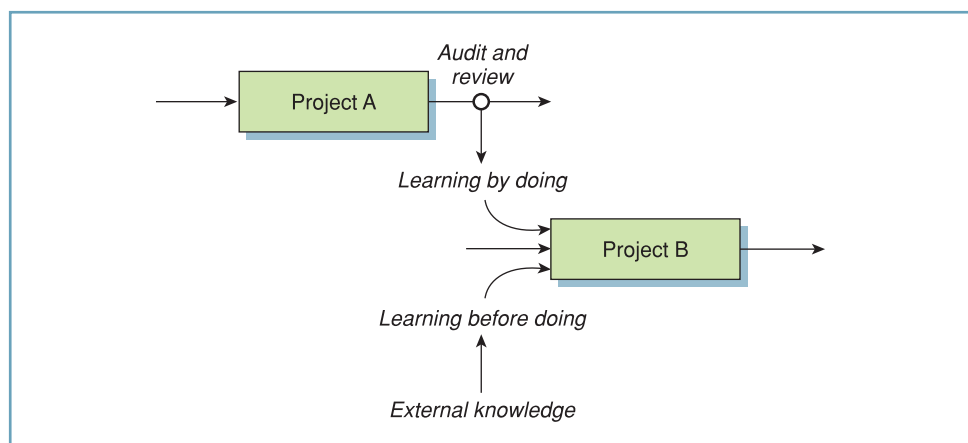 Audit and
review
Project A
Learning by doing
Project B
Learning before doing
External knowledge